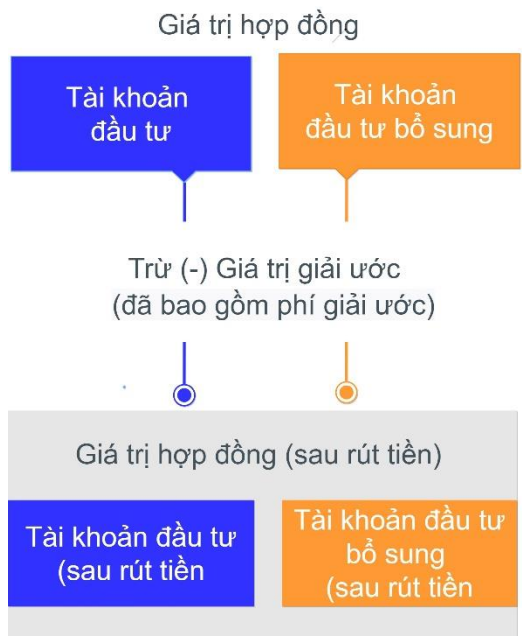 Giá trị hợp đồng
Tài khoản
đầu tư
Tài khoản
đầu tư bổ sung
Trừ (-) Giá trị giải ước
(đã bao gồm phí giải ước)
Giá trị hợp đồng (sau rút tiền)
Tài khoản đầu tư
(sau rút tiền
Tài khoản đầu tư
bổ sung
(sau rút tiền